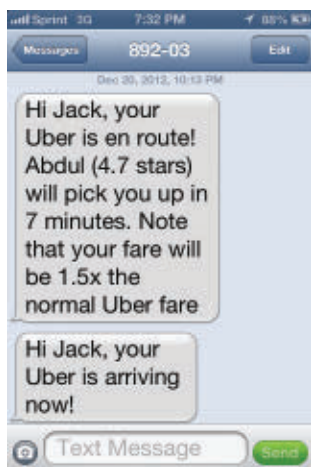 Sprint 3G 7:32 PM 88%
Messages 892-03 Edit
Dec 20, 2012, 10:13 PM
Hi Jack, your
Uber is en route!
Abdul (4.7 stars)
will pick you up in
7 minutes. Note
that your fare will
be 1.5x the
normal Uber fare
Hi Jack, your
Uber is arriving
now!
Text Message Send